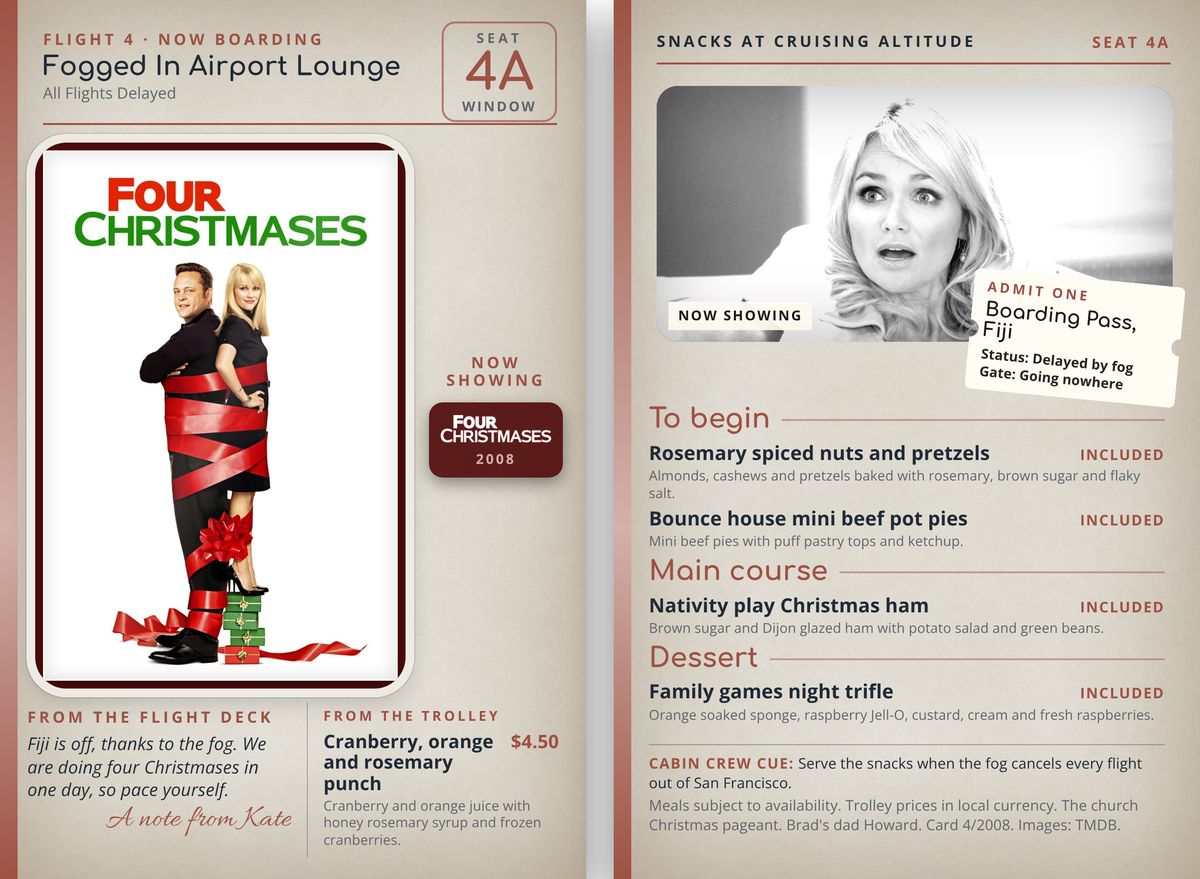 FLIGHT 4 · NOW BOARDING
Fogged In Airport Lounge
All Flights Delayed
SEAT
4A
WINDOW
FOUR
CHRISTMASES
NOW
SHOWING
FOUR
CHRISTMASES
2008
FROM THE FLIGHT DECK
Fiji is off, thanks to the fog. We
are doing four Christmases in
one day, so pace yourself.
A note from Kate
FROM THE TROLLEY
Cranberry, orange $4.50
and rosemary
punch
Cranberry and orange juice with
honey rosemary syrup and frozen
cranberries.
SNACKS AT CRUISING ALTITUDE SEAT 4A
NOW SHOWING
ADMIT ONE
Boarding Pass,
Fiji
Status: Delayed by fog
Gate: Going nowhere
To begin
Rosemary spiced nuts and pretzels INCLUDED
Almonds, cashews and pretzels baked with rosemary, brown sugar and flaky
salt.
Bounce house mini beef pot pies INCLUDED
Mini beef pies with puff pastry tops and ketchup.
Main course
Nativity play Christmas ham INCLUDED
Brown sugar and Dijon glazed ham with potato salad and green beans.
Dessert
Family games night trifle INCLUDED
Orange soaked sponge, raspberry Jell-O, custard, cream and fresh raspberries.
CABIN CREW CUE: Serve the snacks when the fog cancels every flight
out of San Francisco.
Meals subject to availability. Trolley prices in local currency. The church
Christmas pageant. Brad's dad Howard. Card 4/2008. Images: TMDB.